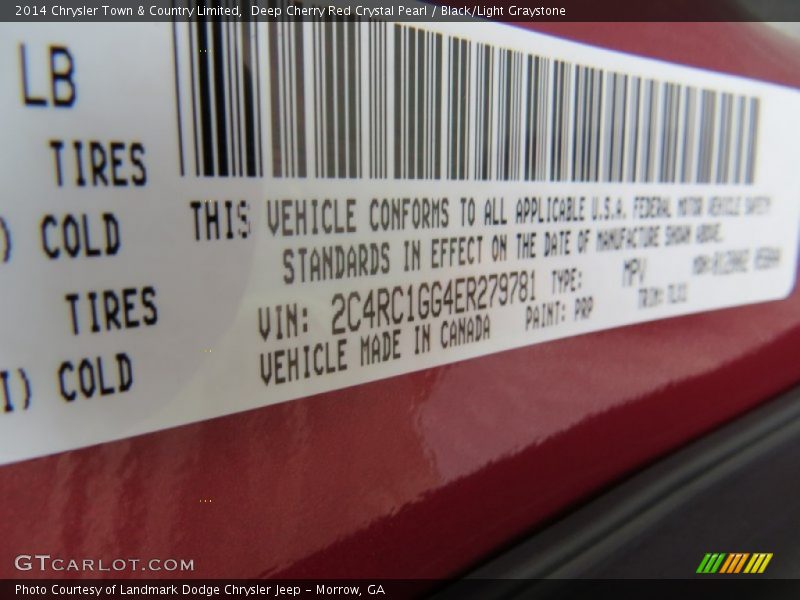 2014 Chrysler Town & Country Limited,  Deep Cherry Red Crystal Pearl / Black/Light Graystone
LB
TIRES
) COLD
TIRES
I) COLD
THIS VEHICLE CONFORMS TO ALL APPLICABLE U.S.A. FEDERAL MOTOR VEHICLE SAFETY
STANDARDS IN EFFECT ON THE DATE OF MANUFACTURE SHOWN ABOVE.
VIN: 2C4RC1GG4ER279781 TYPE: MPV
VEHICLE MADE IN CANADA PAINT: PRP TRIM:
GTCARLOT.COM
Photo Courtesy of Landmark Dodge Chrysler Jeep - Morrow, GA